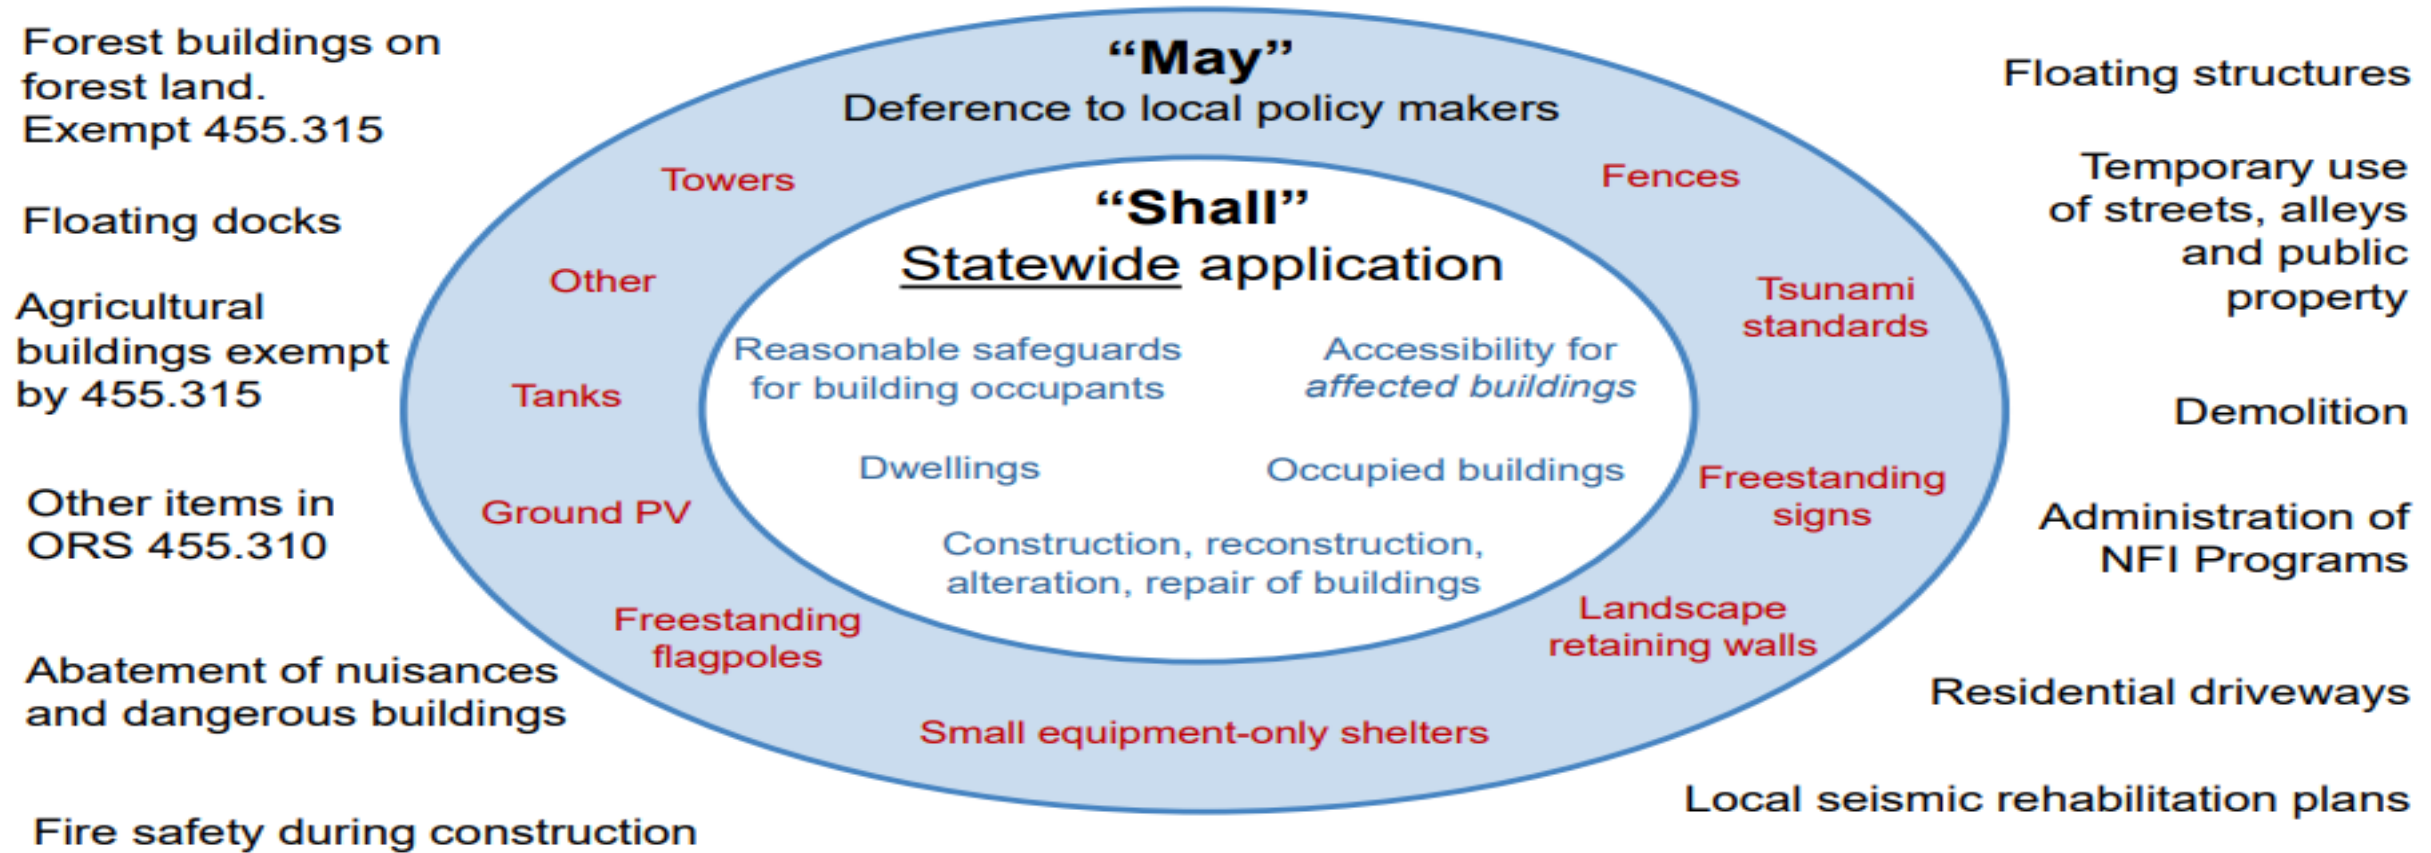 Forest buildings on
forest land.
Exempt 455.315
Floating docks
Agricultural
buildings exempt
by 455.315
Other items in
ORS 455.310
Abatement of nuisances
and dangerous buildings
Fire safety during construction
“May”
Deference to local policy makers
Towers
Other
Tanks
Ground PV
Freestanding
flagpoles
Small equipment-only shelters
Fences
Tsunami
standards
Freestanding
signs
Landscape
retaining walls
“Shall”
Statewide application
Reasonable safeguards
for building occupants
Accessibility for
affected buildings
Dwellings
Occupied buildings
Construction, reconstruction,
alteration, repair of buildings
Floating structures
Temporary use
of streets, alleys
and public
property
Demolition
Administration of
NFI Programs
Residential driveways
Local seismic rehabilitation plans